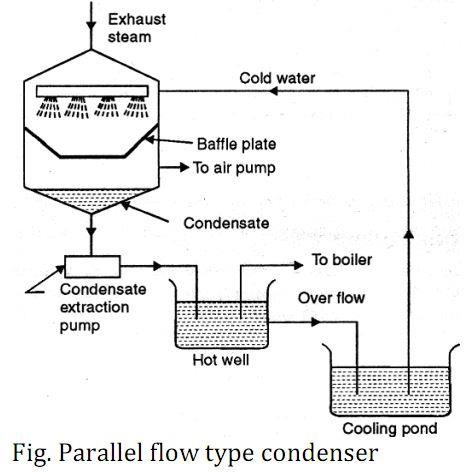 Exhaust
steam
Cold water
Baffle plate
To air pump
Condensate
To boiler
Condensate
extraction
pump
Over flow
Hot well
Cooling pond
Fig. Parallel flow type condenser